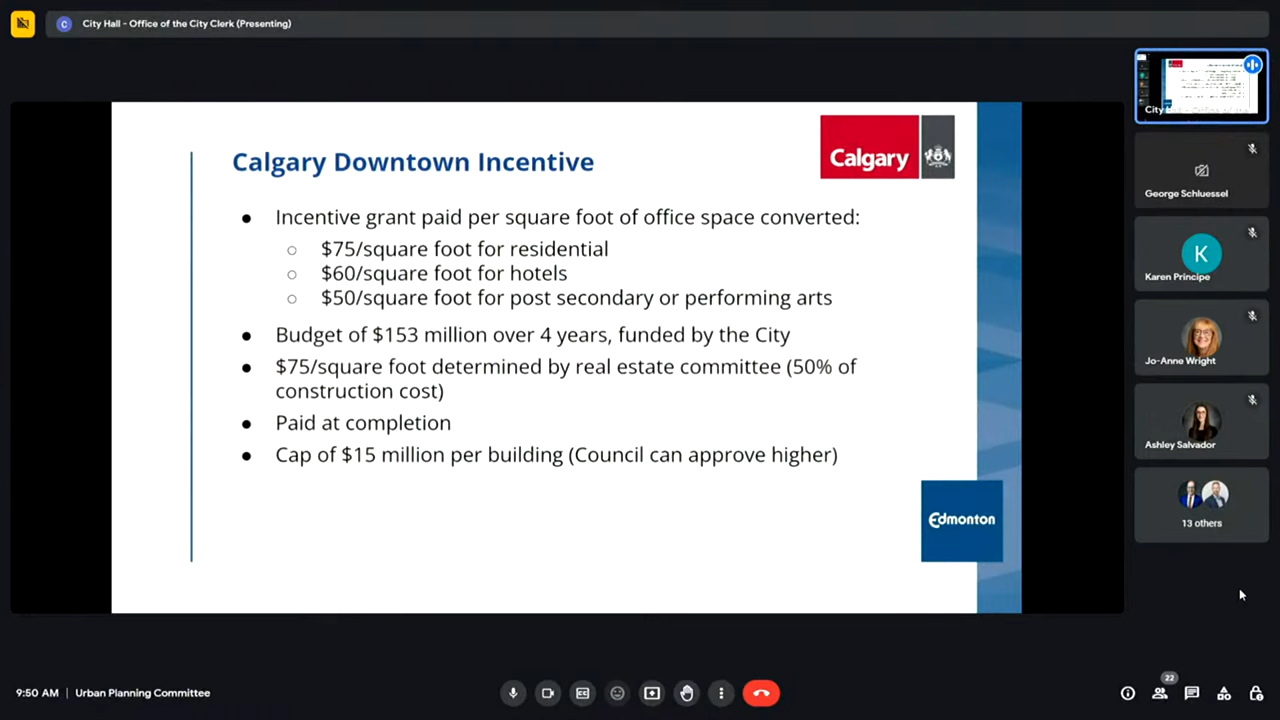 C
City Hall - Office of the City Clerk (Presenting)
Calgary Downtown Incentive
Calgary
● Incentive grant paid per square foot of office space converted:
○ $75/square foot for residential
○ $60/square foot for hotels
○ $50/square foot for post secondary or performing arts
● Budget of $153 million over 4 years, funded by the City
● $75/square foot determined by real estate committee (50% of
construction cost)
● Paid at completion
● Cap of $15 million per building (Council can approve higher)
Edmonton
George Schluessel
K
Karen Principe
Jo-Anne Wright
Ashley Salvador
13 others
9:50 AM | Urban Planning Committee
22